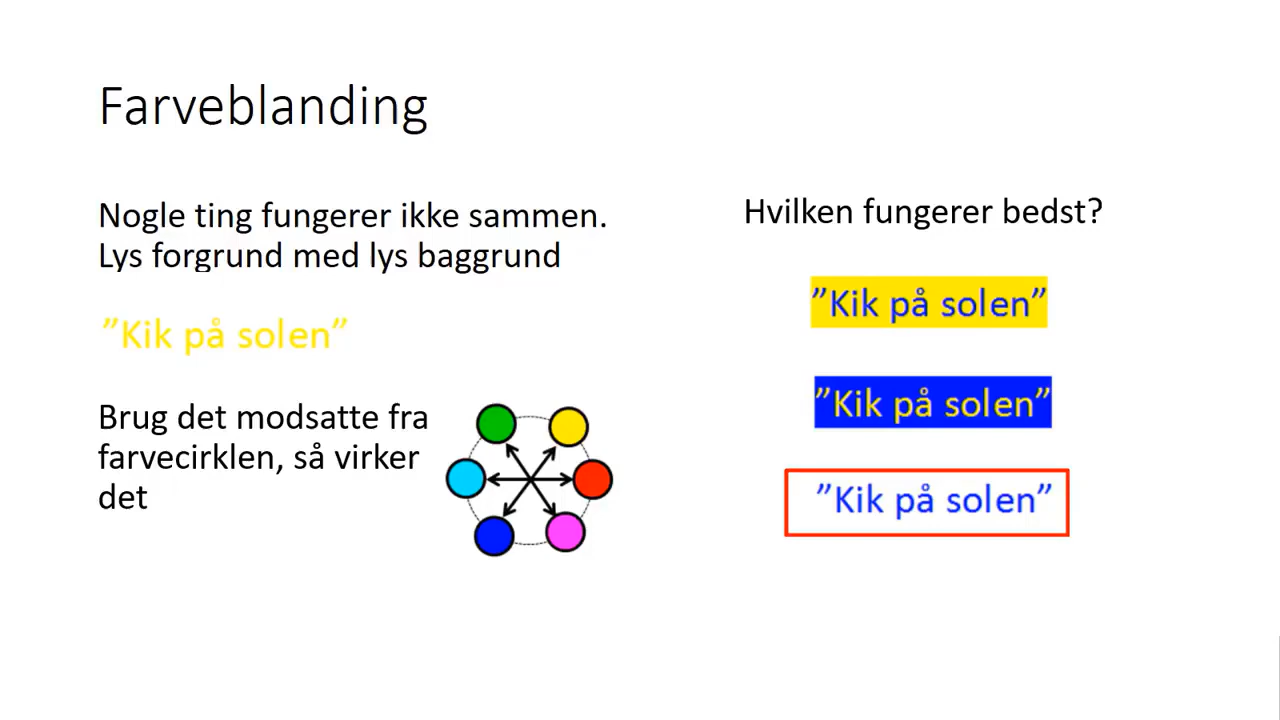 Farveblanding
Nogle ting fungerer ikke sammen.
Lys forgrund med lys baggrund
”Kik på solen”
Brug det modsatte fra
farvecirklen, så virker
det
Hvilken fungerer bedst?
”Kik på solen”
”Kik på solen”
”Kik på solen”